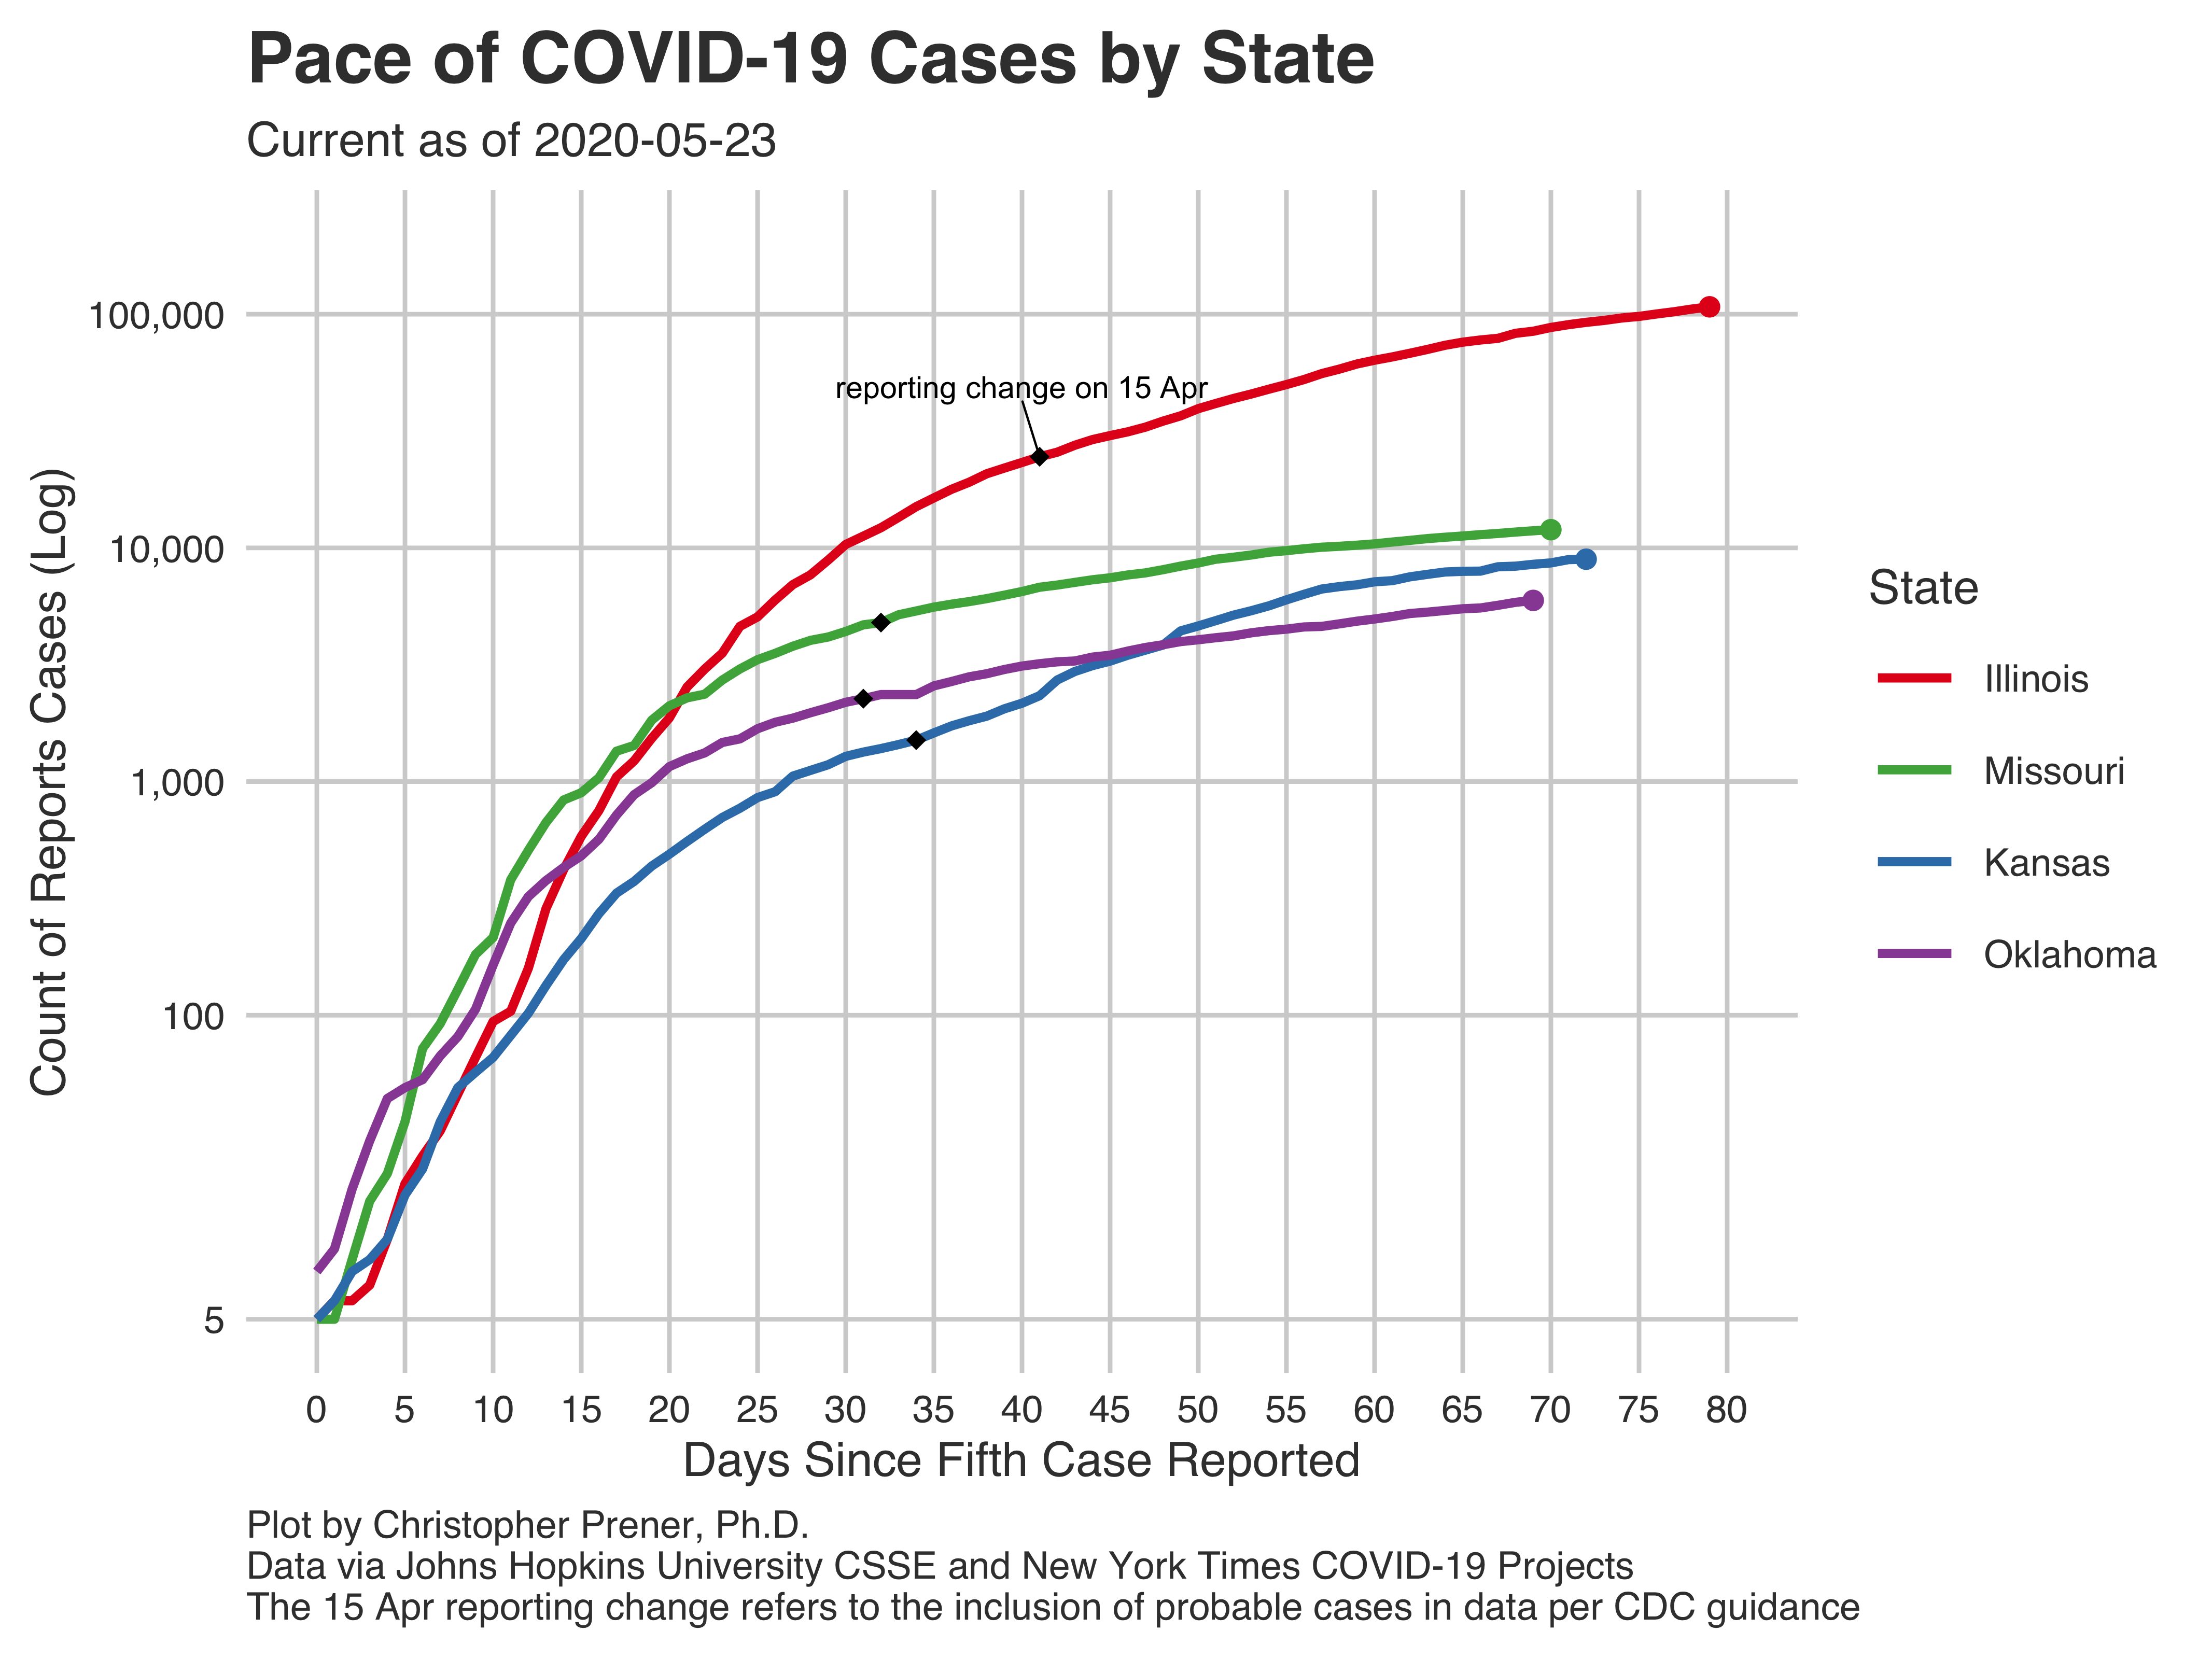 Pace of COVID-19 Cases by State
Current as of 2020-05-23
Count of Reports Cases (Log)
100,000
10,000
1,000
100
5
reporting change on 15 Apr
State
Illinois
Missouri
Kansas
Oklahoma
0 5 10 15 20 25 30 35 40 45 50 55 60 65 70 75 80
Days Since Fifth Case Reported
Plot by Christopher Prener, Ph.D.
Data via Johns Hopkins University CSSE and New York Times COVID-19 Projects
The 15 Apr reporting change refers to the inclusion of probable cases in data per CDC guidance